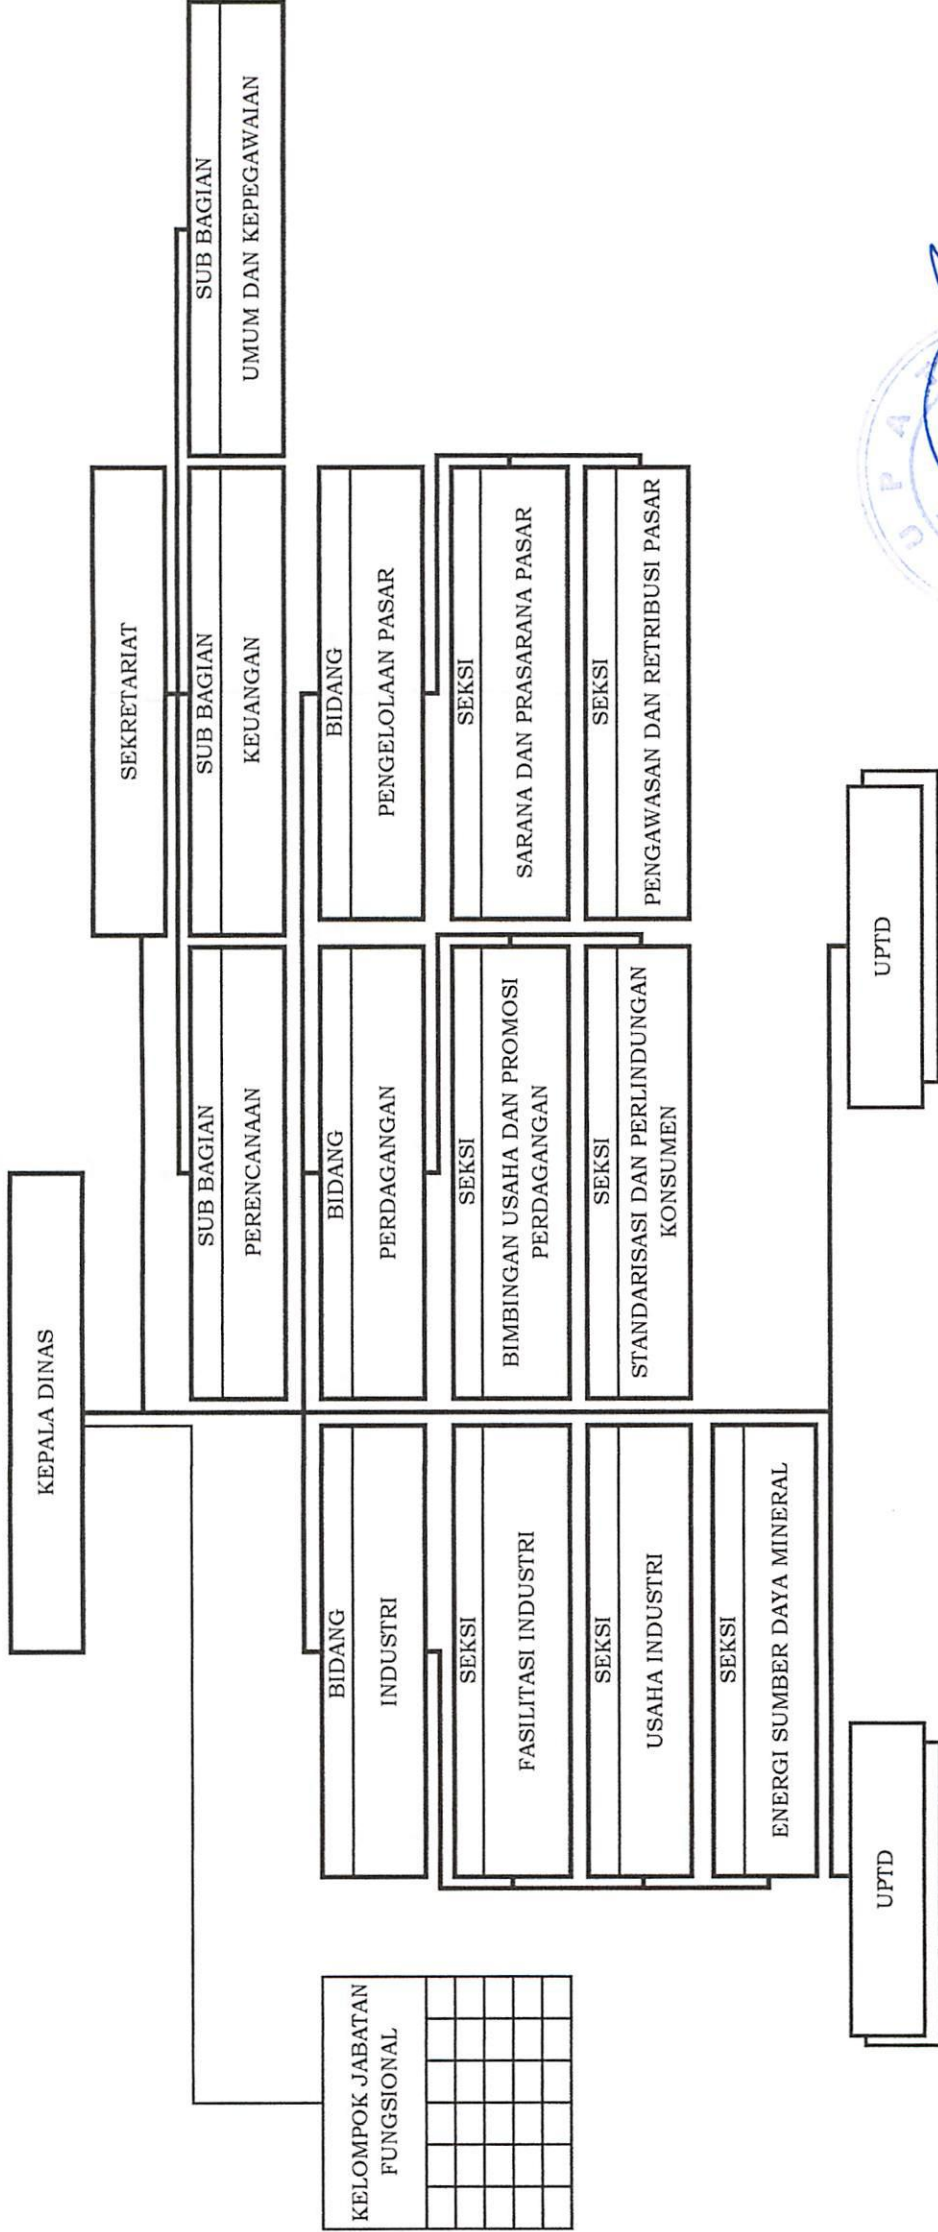 KEPALA DINAS
SEKRETARIAT
SUB BAGIAN
PERENCANAAN
SUB BAGIAN
KEUANGAN
SUB BAGIAN
UMUM DAN KEPEGAWAIAN
KELOMPOK JABATAN
FUNGSIONAL
BIDANG
INDUSTRI
SEKSI
FASILITASI INDUSTRI
SEKSI
USAHA INDUSTRI
SEKSI
ENERGI SUMBER DAYA MINERAL
BIDANG
PERDAGANGAN
SEKSI
BIMBINGAN USAHA DAN PROMOSI
PERDAGANGAN
SEKSI
STANDARISASI DAN PERLINDUNGAN
KONSUMEN
BIDANG
PENGELOLAAN PASAR
SEKSI
SARANA DAN PRASARANA PASAR
SEKSI
PENGAWASAN DAN RETRIBUSI PASAR
UPTD
UPTD